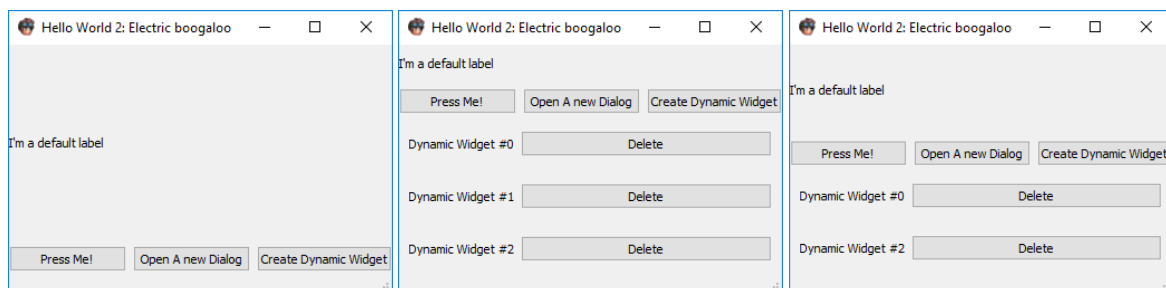 Hello World 2: Electric boogaloo
I'm a default label
Press Me! Open A new Dialog Create Dynamic Widget
Hello World 2: Electric boogaloo
I'm a default label
Press Me! Open A new Dialog Create Dynamic Widget
Dynamic Widget #0 Delete
Dynamic Widget #1 Delete
Dynamic Widget #2 Delete
Hello World 2: Electric boogaloo
I'm a default label
Press Me! Open A new Dialog Create Dynamic Widget
Dynamic Widget #0 Delete
Dynamic Widget #2 Delete